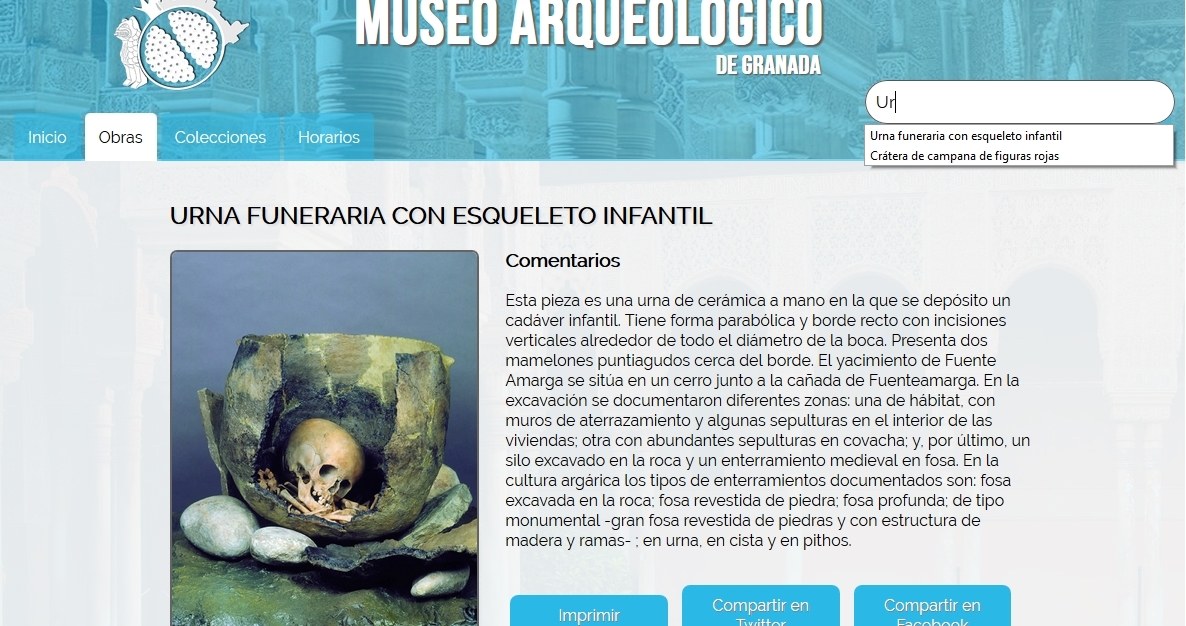 MUSEO ARQUEOLÓGICO
DE GRANADA
Ur
Urna funeraria con esqueleto infantil
Crátera de campana de figuras rojas
Inicio Obras Colecciones Horarios
URNA FUNERARIA CON ESQUELETO INFANTIL
Comentarios
Esta pieza es una urna de cerámica a mano en la que se depósito un
cadáver infantil. Tiene forma parabólica y borde recto con incisiones
verticales alrededor de todo el diámetro de la boca. Presenta dos
mamelones puntiagudos cerca del borde. El yacimiento de Fuente
Amarga se sitúa en un cerro junto a la cañada de Fuenteamarga. En la
excavación se documentaron diferentes zonas: una de hábitat, con
muros de aterrazamiento y algunas sepulturas en el interior de las
viviendas; otra con abundantes sepulturas en covacha; y, por último, un
silo excavado en la roca y un enterramiento medieval en fosa. En la
cultura argárica los tipos de enterramientos documentados son: fosa
excavada en la roca; fosa revestida de piedra; fosa profunda; de tipo
monumental -gran fosa revestida de piedras y con estructura de
madera y ramas- ; en urna, en cista y en pithos.
Imprimir
Compartir en
Twitter
Compartir en
Facebook